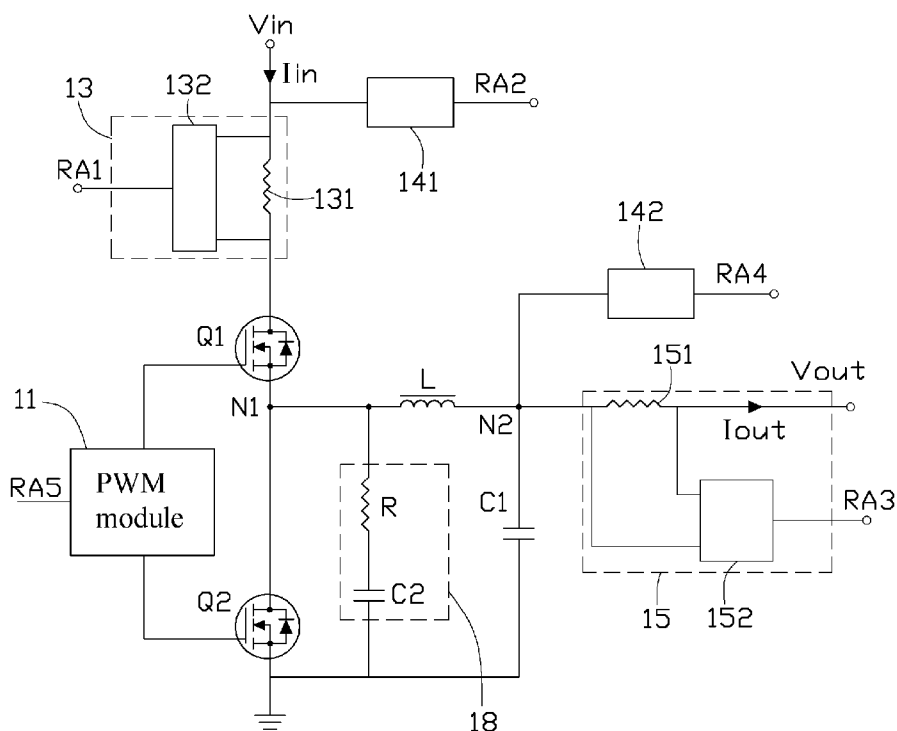 Vin
Iin
13
132
RA2
RA1
131
141
142
RA4
Q1
151
Vout
11
N1
L
N2
Iout
RA5
PWM
module
R
C1
RA3
Q2
C2
15
152
18